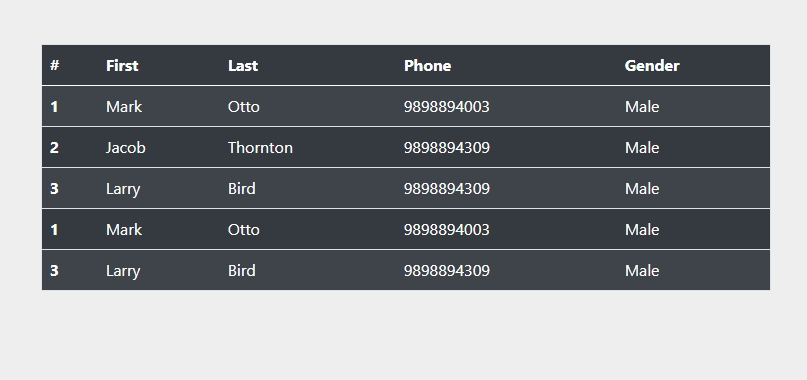 # First Last Phone Gender
1 Mark Otto 9898894003 Male
2 Jacob Thornton 9898894309 Male
3 Larry Bird 9898894309 Male
1 Mark Otto 9898894003 Male
3 Larry Bird 9898894309 Male